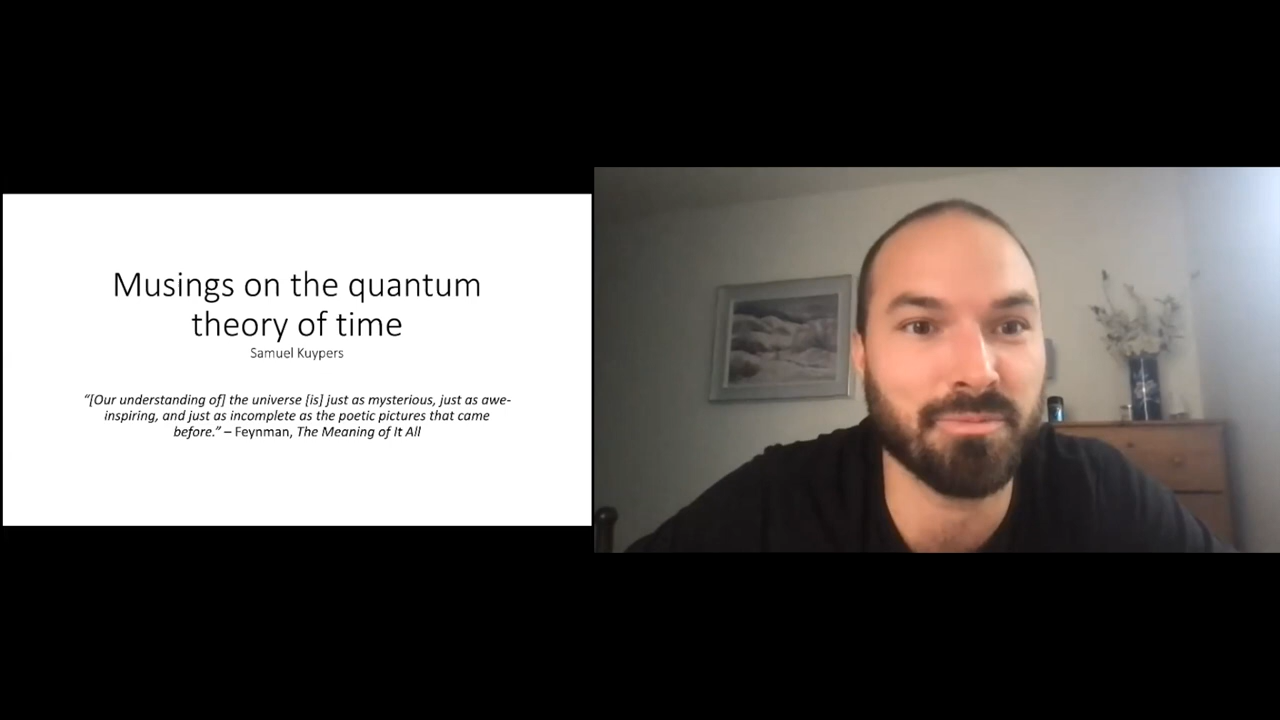 Musings on the quantum
theory of time
Samuel Kuypers
“[Our understanding of] the universe [is] just as mysterious, just as awe-
inspiring, and just as incomplete as the poetic pictures that came
before.” – Feynman, The Meaning of It All